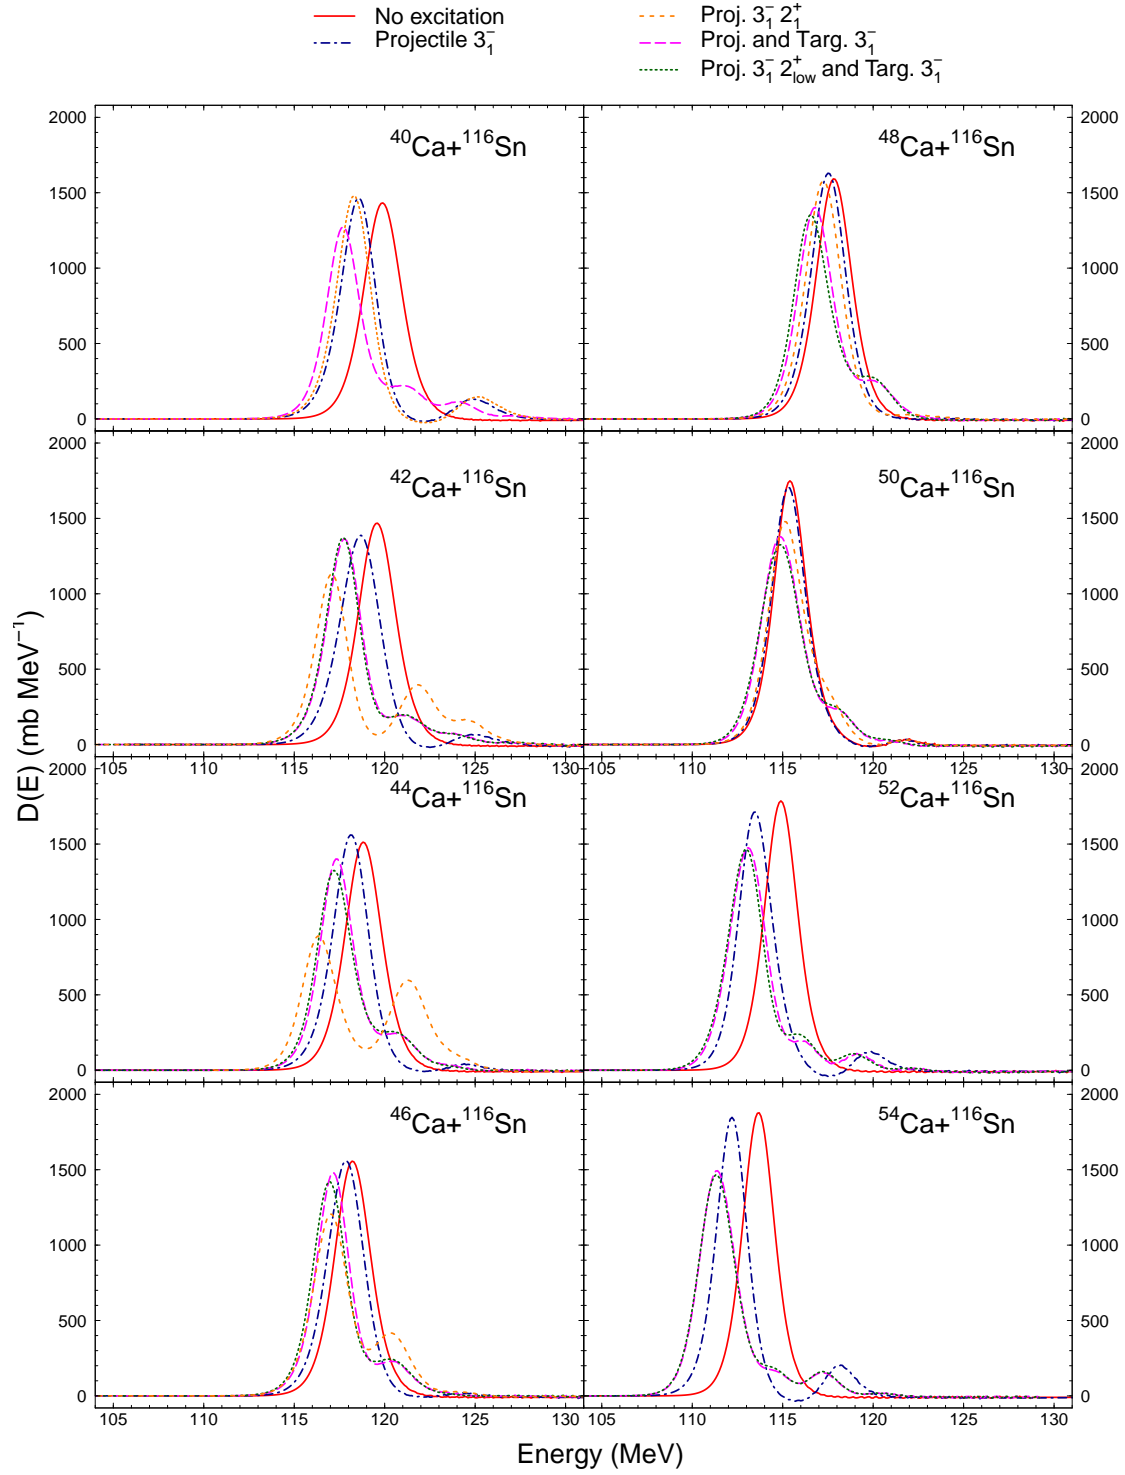 No excitation
Projectile 3₁⁻
Proj. 3₁⁻ 2₁⁺
Proj. and Targ. 3₁⁻
Proj. 3₁⁻ 2⁺low and Targ. 3₁⁻
2000 1500 1000 500 0
⁴⁰Ca+¹¹⁶Sn
⁴⁸Ca+¹¹⁶Sn
2000 1500 1000 500 0
2000 1500 1000 500 0
⁴²Ca+¹¹⁶Sn
⁵⁰Ca+¹¹⁶Sn
2000 1500 1000 500 0
105 110 115 120 125 130
105 110 115 120 125 130
D(E) (mb MeV⁻¹)
2000 1500 1000 500 0
⁴⁴Ca+¹¹⁶Sn
⁵²Ca+¹¹⁶Sn
2000 1500 1000 500 0
2000 1500 1000 500 0
⁴⁶Ca+¹¹⁶Sn
⁵⁴Ca+¹¹⁶Sn
2000 1500 1000 500 0
105 110 115 120 125 130
105 110 115 120 125 130
Energy (MeV)